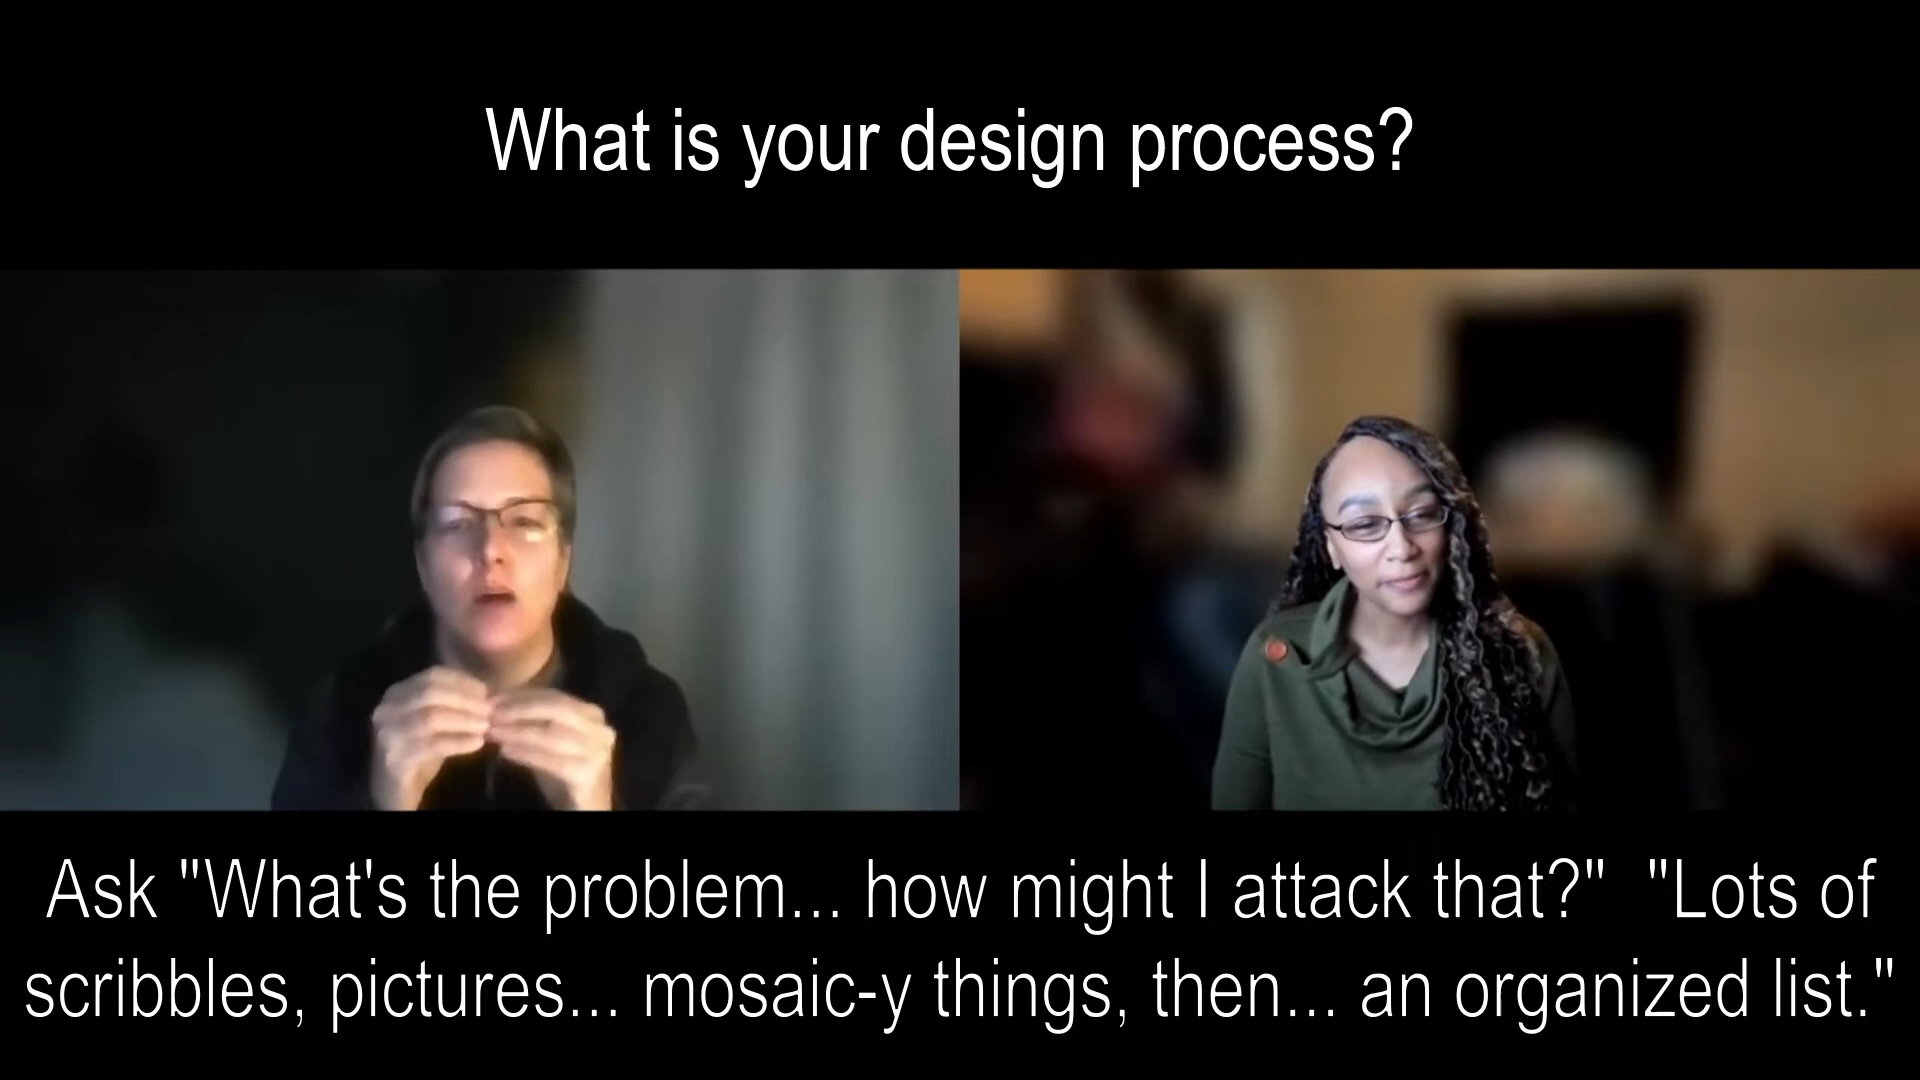 What is your design process?
Ask "What's the problem... how might I attack that?"  "Lots of
scribbles, pictures... mosaic-y things, then... an organized list."